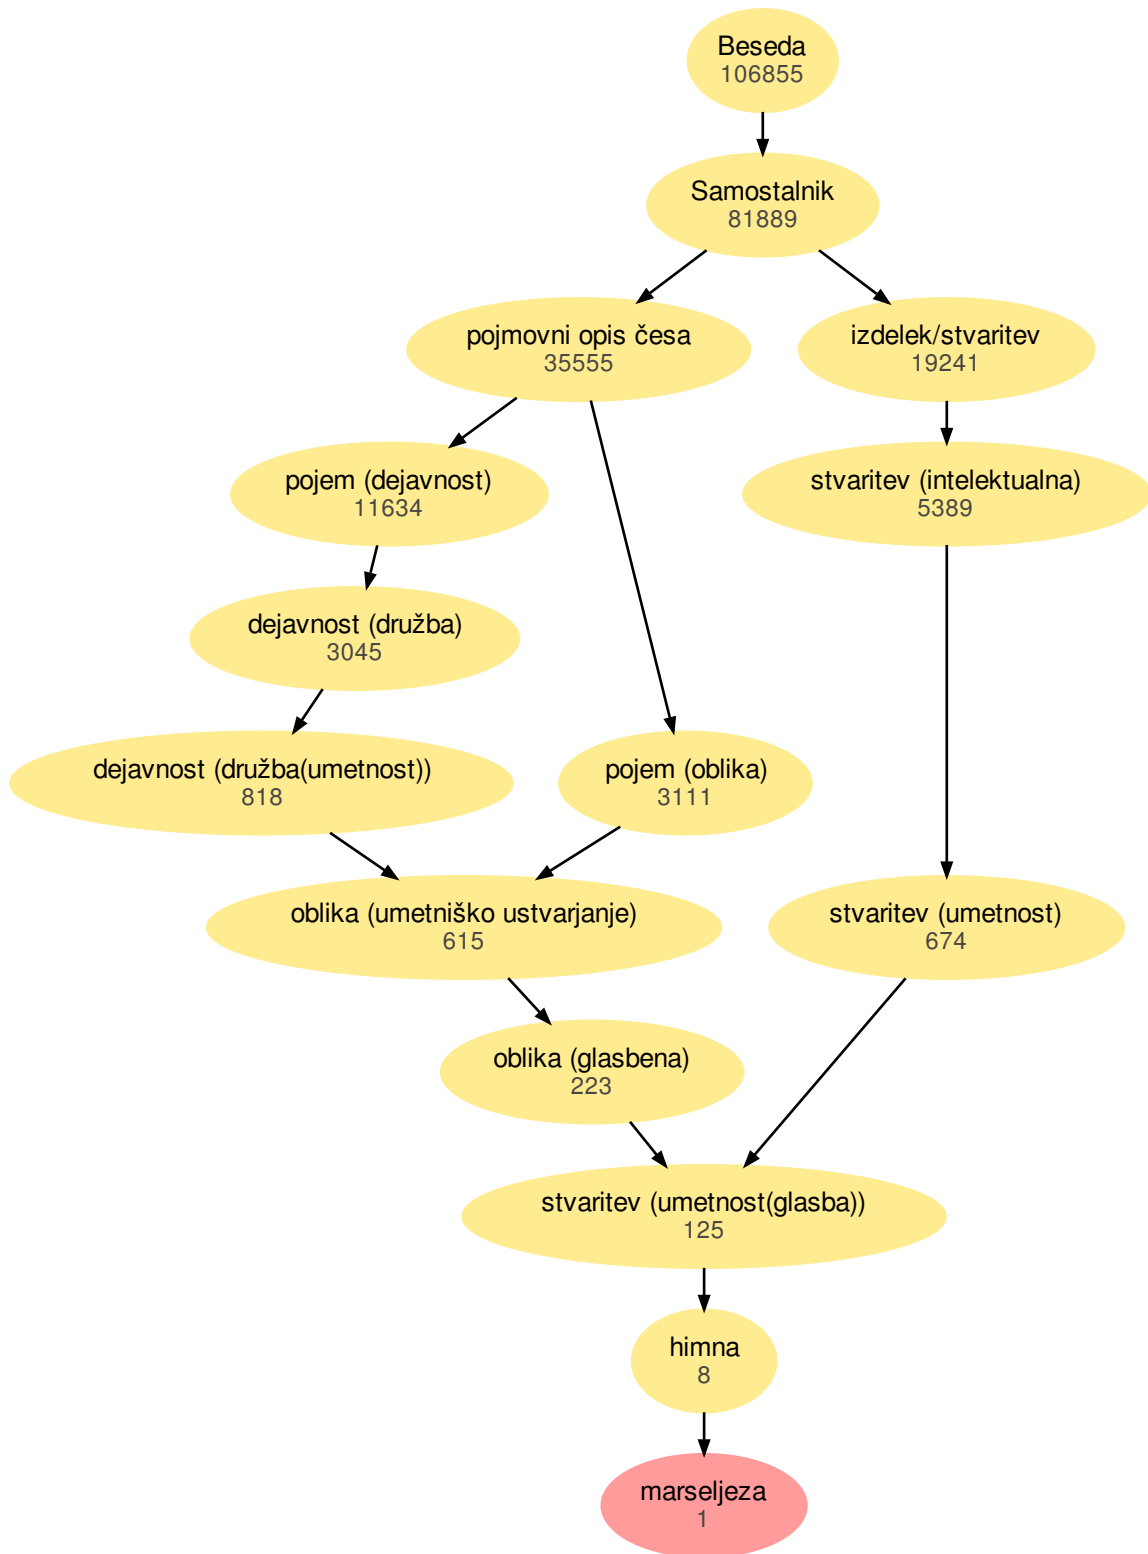 Beseda
106855
Samostalnik
81889
pojmovni opis česa
35555
izdelek/stvaritev
19241
pojem (dejavnost)
11634
stvaritev (intelektualna)
5389
dejavnost (družba)
3045
dejavnost (družba(umetnost))
818
pojem (oblika)
3111
oblika (umetniško ustvarjanje)
615
stvaritev (umetnost)
674
oblika (glasbena)
223
stvaritev (umetnost(glasba))
125
himna
8
marseljeza
1